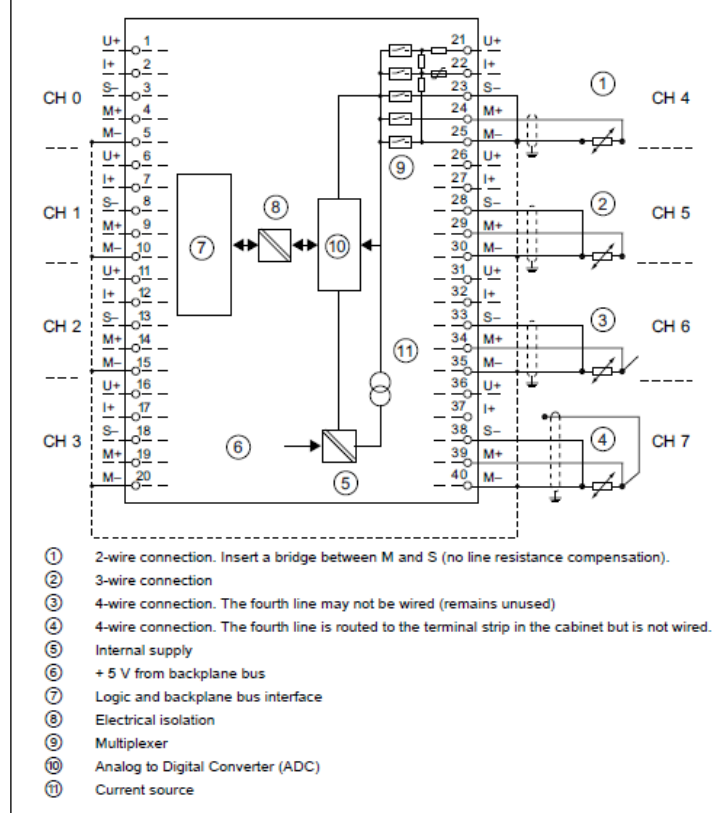 CH 0
U+ 1
I+ 2
S– 3
M+ 4
M– 5
CH 1
U+ 6
I+ 7
S– 8
M+ 9
M– 10
CH 2
U+ 11
I+ 12
S– 13
M+ 14
M– 15
CH 3
U+ 16
I+ 17
S– 18
M+ 19
M– 20
⑦
⑧
⑩
⑨
⑪
⑥
⑤
21 U+
22 I+
23 S–
24 M+
25 M–
① CH 4
26 U+
27 I+
28 S–
29 M+
30 M–
② CH 5
31 U+
32 I+
33 S–
34 M+
35 M–
③ CH 6
36 U+
37 I+
38 S–
39 M+
40 M–
④ CH 7
① 2-wire connection. Insert a bridge between M and S (no line resistance compensation).
② 3-wire connection
③ 4-wire connection. The fourth line may not be wired (remains unused)
④ 4-wire connection. The fourth line is routed to the terminal strip in the cabinet but is not wired.
⑤ Internal supply
⑥ + 5 V from backplane bus
⑦ Logic and backplane bus interface
⑧ Electrical isolation
⑨ Multiplexer
⑩ Analog to Digital Converter (ADC)
⑪ Current source